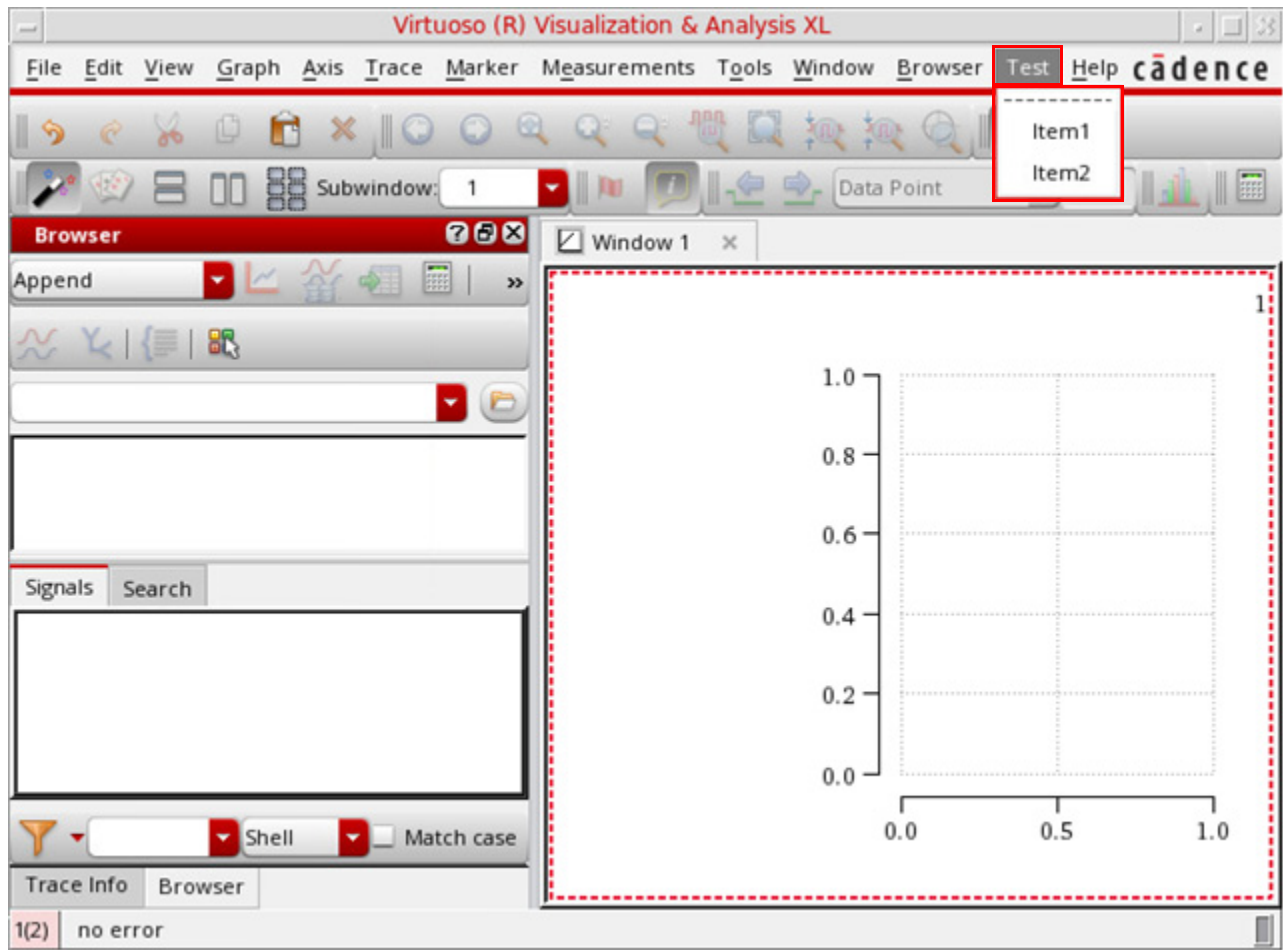 Virtuoso (R) Visualization & Analysis XL
File Edit View Graph Axis Trace Marker Measurements Tools Window Browser Test Help cādence
Item1
Item2
Subwindow: 1 Data Point
Browser
Window 1
Append
1
1.0
0.8
0.6
0.4
0.2
0.0
0.0 0.5 1.0
Signals Search
Shell Match case
Trace Info Browser
1(2) no error